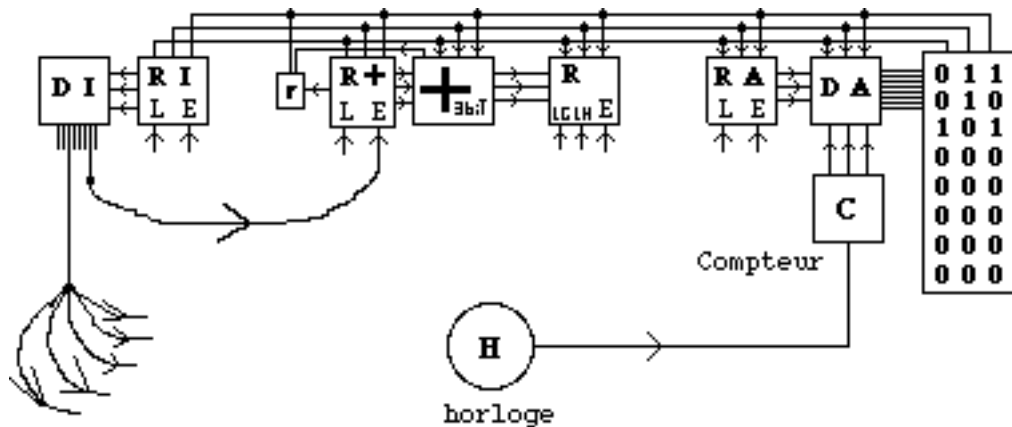 D I
R I
L E
r
R +
L E
+
3biT
R
LG LH E
R A
L E
D A
0 1 1
0 1 0
1 0 1
0 0 0
0 0 0
0 0 0
0 0 0
0 0 0
C
Compteur
H
horloge